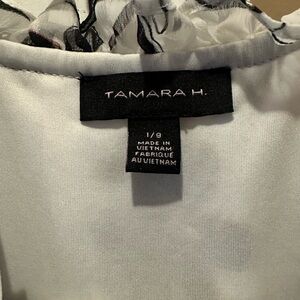 TAMARA H.
1/9
MADE IN
VIETNAM
FABRIQUÉ
AU VIETNAM